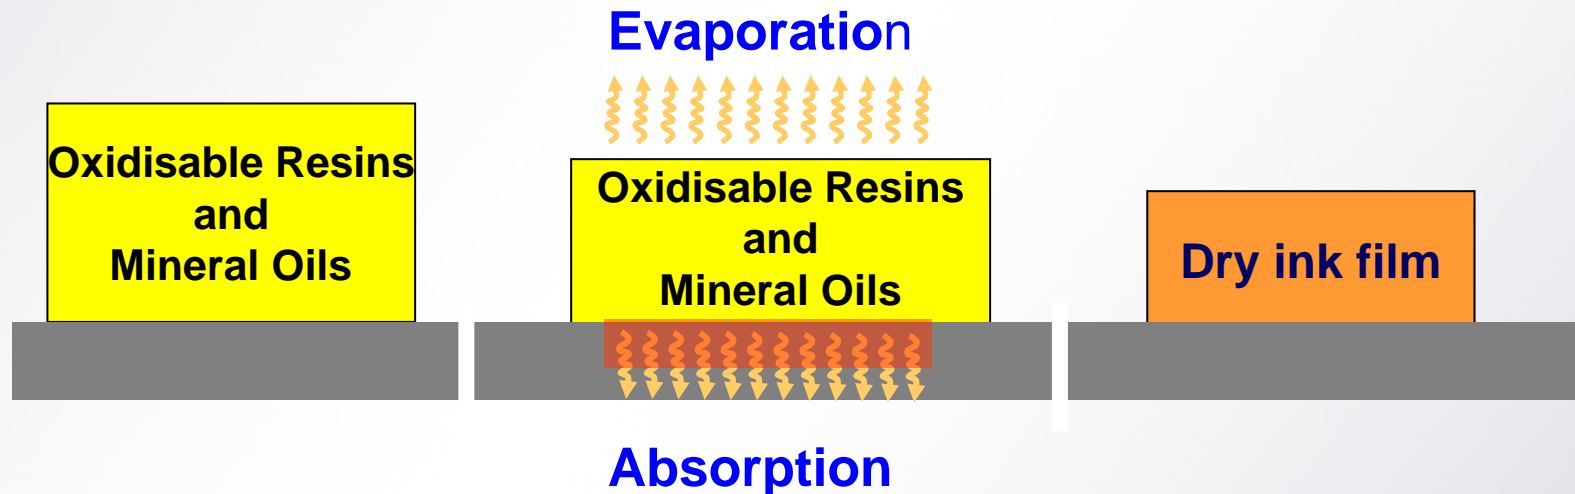 Evaporation
Oxidisable Resins
and
Mineral Oils
Oxidisable Resins
and
Mineral Oils
Dry ink film
Absorption